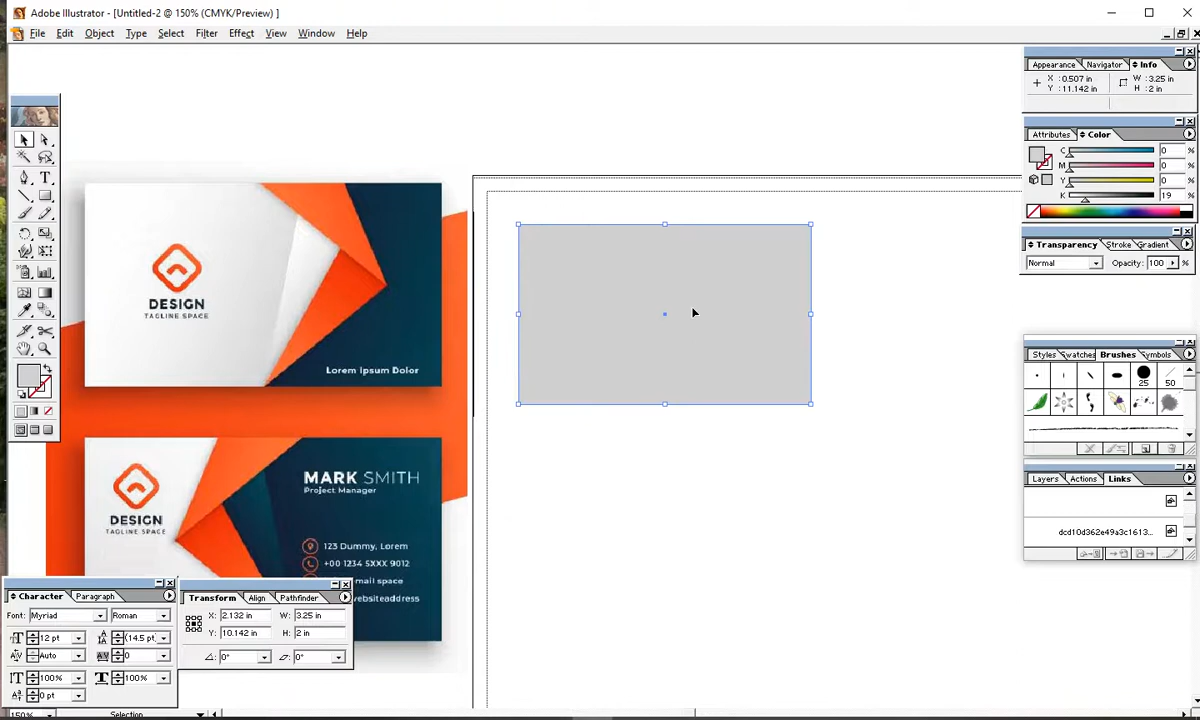 Adobe Illustrator - [Untitled-2 @ 150% (CMYK/Preview) ]
File Edit Object Type Select Filter Effect View Window Help
Appearance Navigator Info
X : 0.507 in W : 3.25 in
Y : 11.142 in H : 2 in
Attributes Color
C 0 %
M 0 %
Y 0 %
K 19 %
Transparency Stroke Gradient
Normal Opacity: 100 %
Styles Swatches Brushes Symbols
25 50
Layers Actions Links
dcd10d362e49a3c1613...
DESIGN
TAGLINE SPACE
Lorem Ipsum Dolor
DESIGN
TAGLINE SPACE
MARK SMITH
Project Manager
123 Dummy, Lorem
+00 1234 5XXX 9012
mail space
websiteaddress
Character Paragraph
Font: Myriad Roman
12 pt (14.5 pt)
Auto 0
100% 100%
0 pt
Transform Align Pathfinder
X: 2.132 in W: 3.25 in
Y: 10.142 in H: 2 in
0° 0°
150% Selection